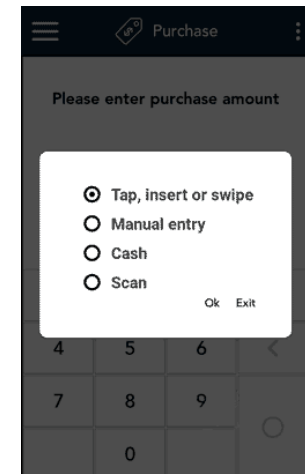 Purchase
Please enter purchase amount
Tap, insert or swipe
Manual entry
Cash
Scan
Ok Exit
4 5 6
7 8 9
0